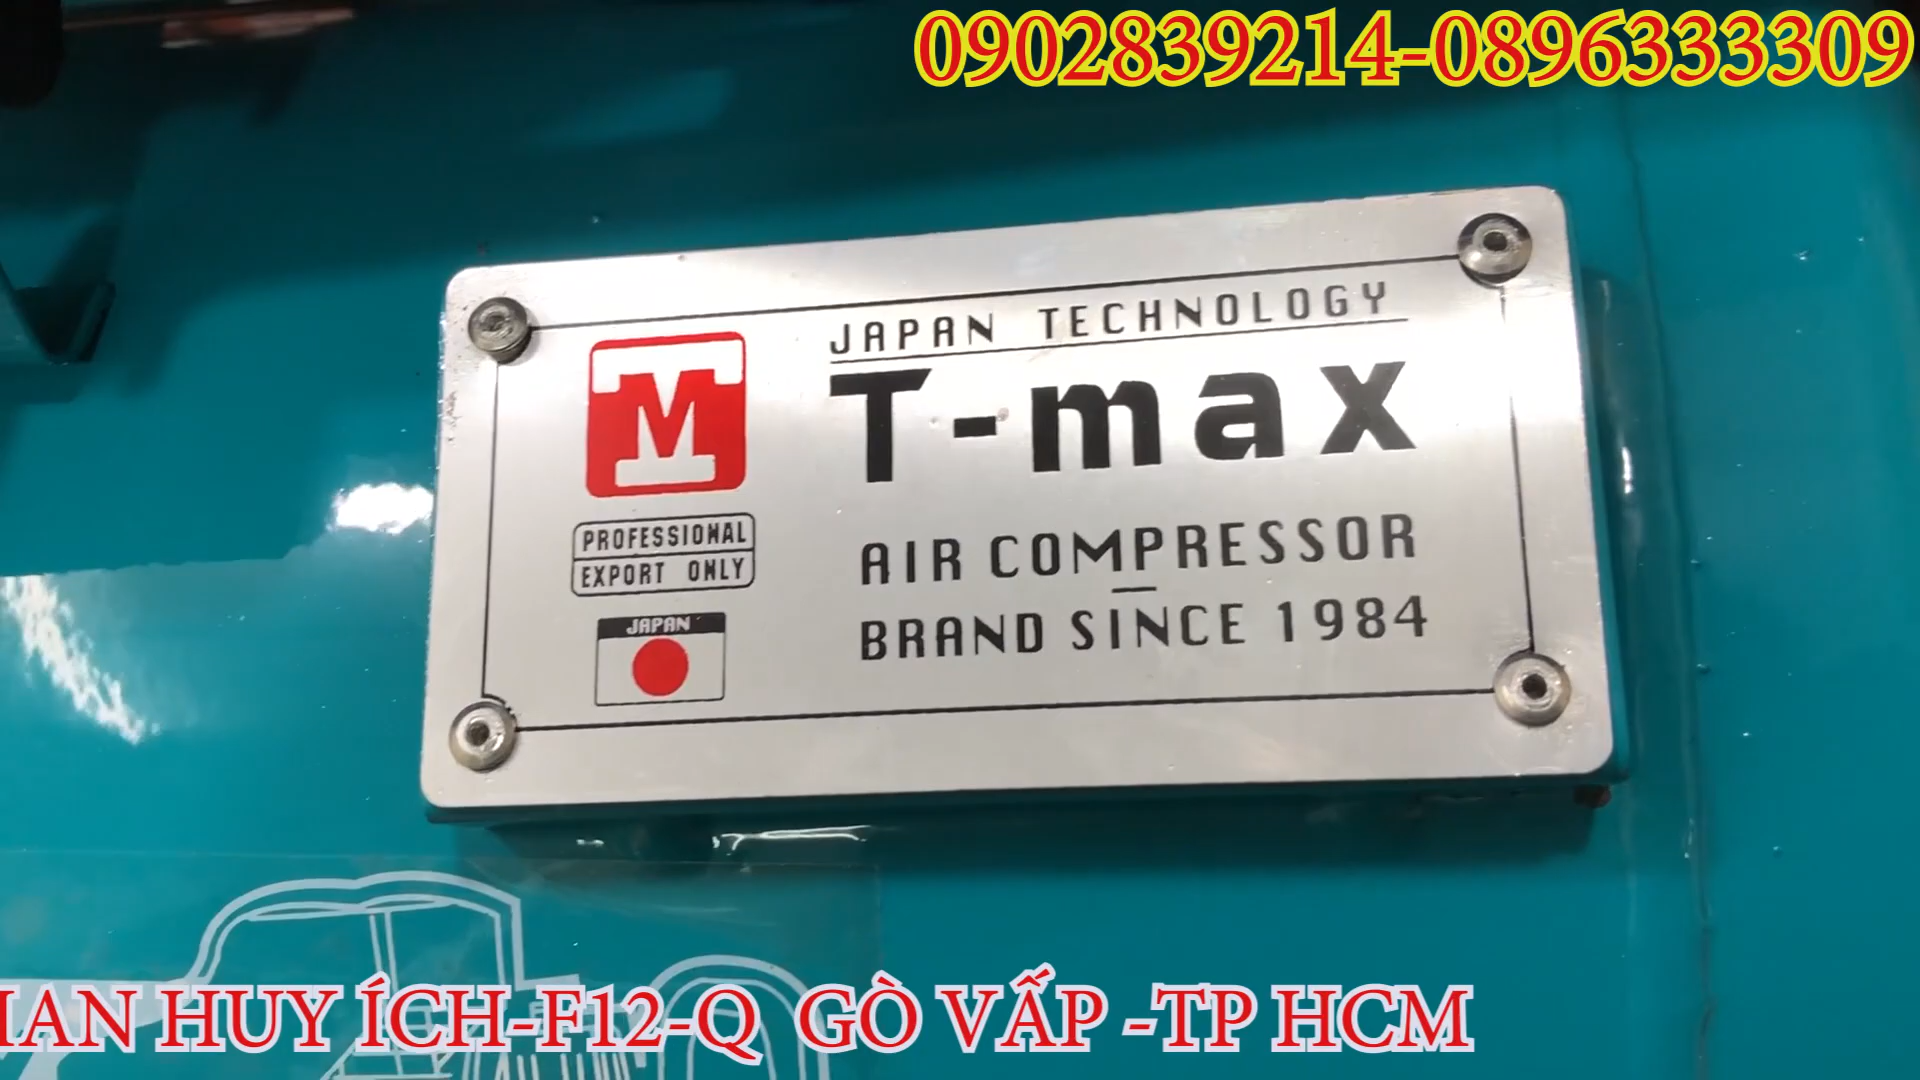 0902839214-0896333309
JAPAN TECHNOLOGY
T-max
TM
PROFESSIONAL
EXPORT ONLY
JAPAN
AIR COMPRESSOR
BRAND SINCE 1984
HUY ÍCH-F12-Q GÒ VẤP -TP HCM